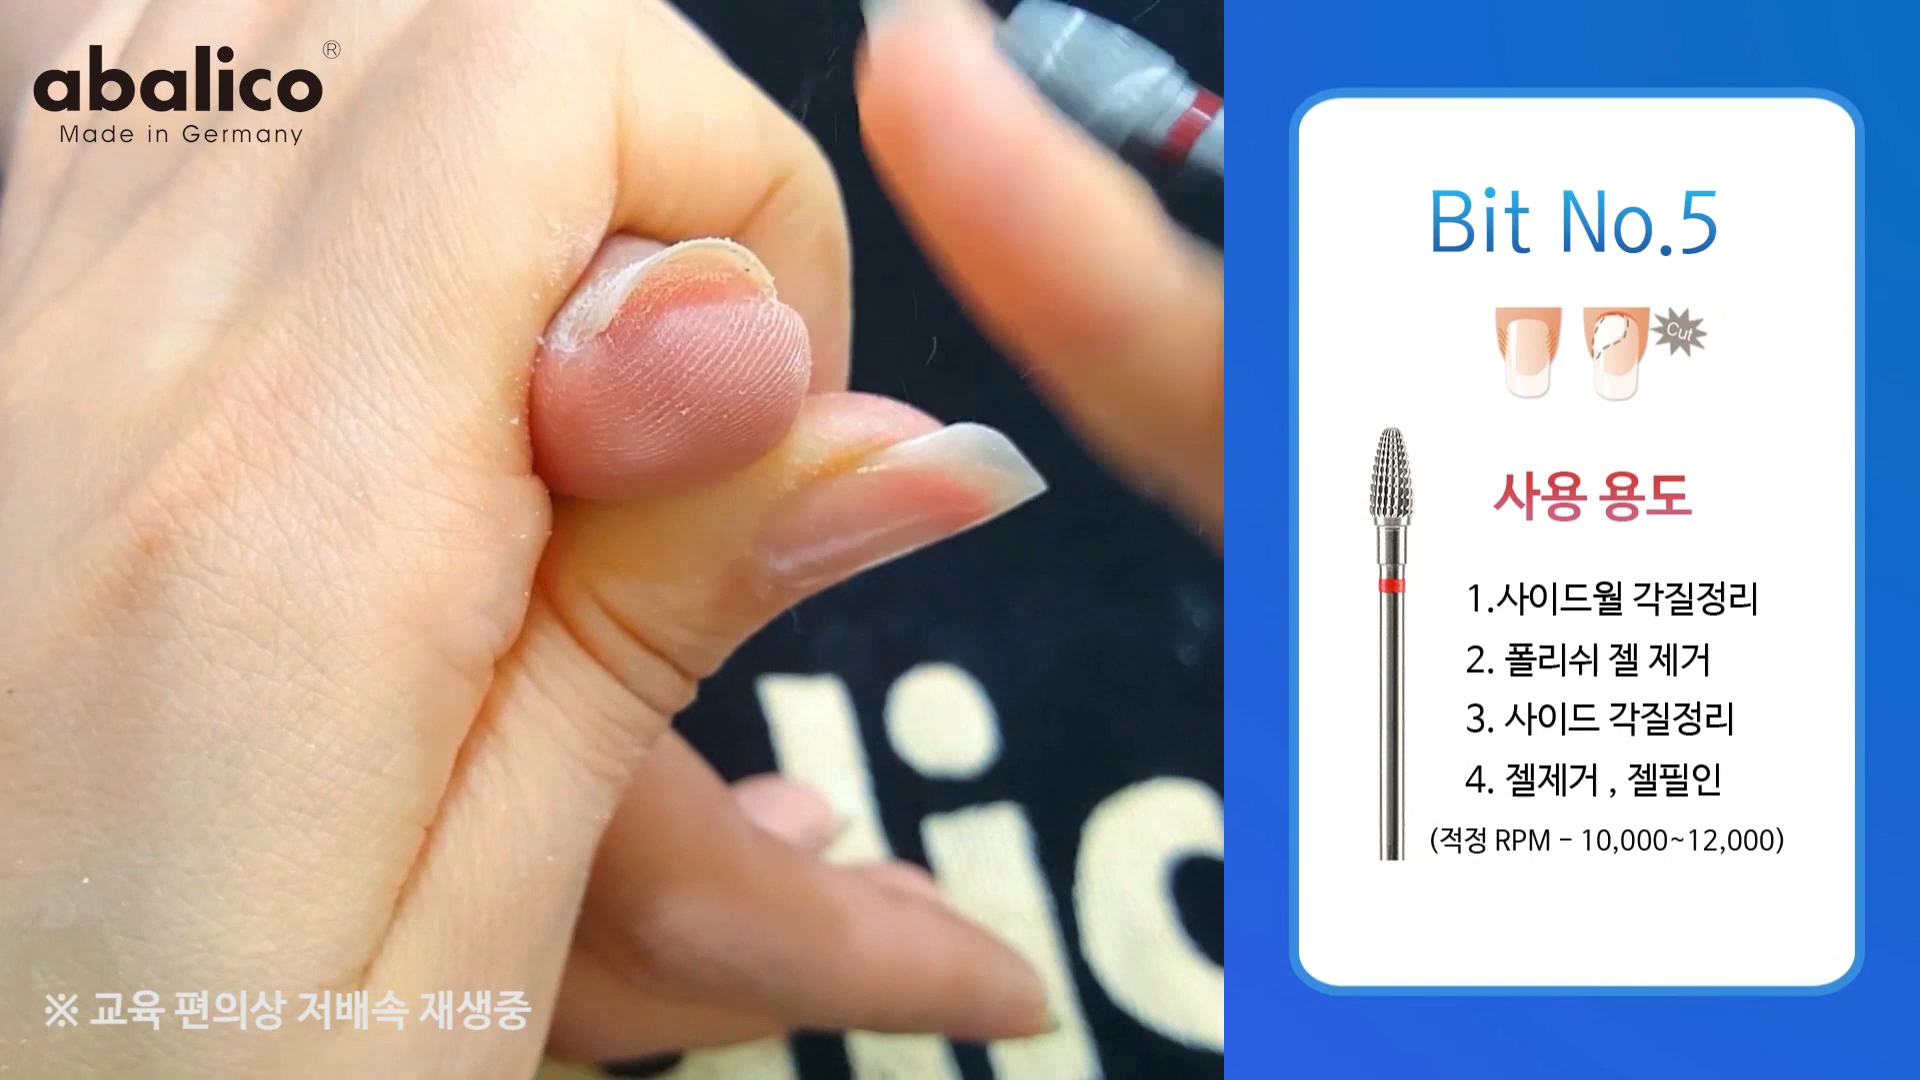 abalico®
Made in Germany
Bit No.5
Cut
사용 용도
1.사이드월 각질정리
2. 폴리쉬 젤 제거
3. 사이드 각질정리
4. 젤제거 , 젤필인
(적정 RPM - 10,000~12,000)
lic
※ 교육 편의상 저배속 재생중